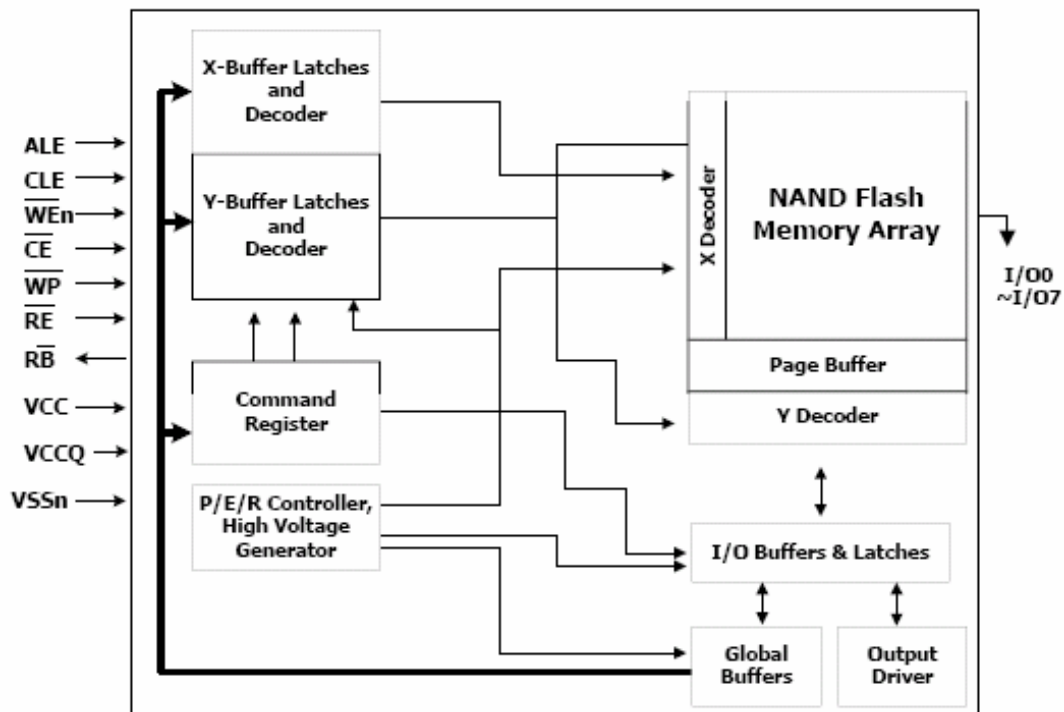 X-Buffer Latches
and
Decoder
Y-Buffer Latches
and
Decoder
Command
Register
P/E/R Controller,
High Voltage
Generator
ALE
CLE
WEn
CE
WP
RE
RB
VCC
VCCQ
VSSn
X Decoder
NAND Flash
Memory Array
Page Buffer
Y Decoder
I/O Buffers & Latches
Global
Buffers
Output
Driver
I/O0
~I/O7